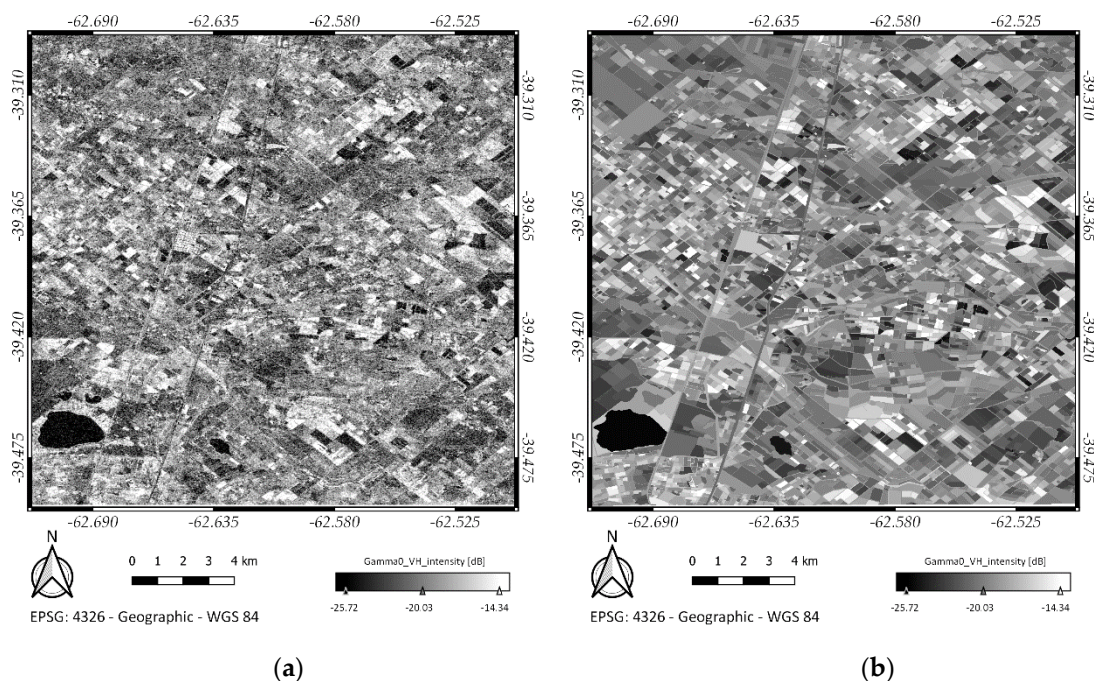 -62.690 -62.635 -62.580 -62.525
-39.310 -39.310
-39.365 -39.365
-39.420 -39.420
-39.475 -39.475
-62.690 -62.635 -62.580 -62.525
N
0 1 2 3 4 km
Gamma0_VH_intensity [dB]
-25.72 -20.03 -14.34
EPSG: 4326 - Geographic - WGS 84
(a)
-62.690 -62.635 -62.580 -62.525
-39.310 -39.310
-39.365 -39.365
-39.420 -39.420
-39.475 -39.475
-62.690 -62.635 -62.580 -62.525
N
0 1 2 3 4 km
Gamma0_VH_intensity [dB]
-25.72 -20.03 -14.34
EPSG: 4326 - Geographic - WGS 84
(b)